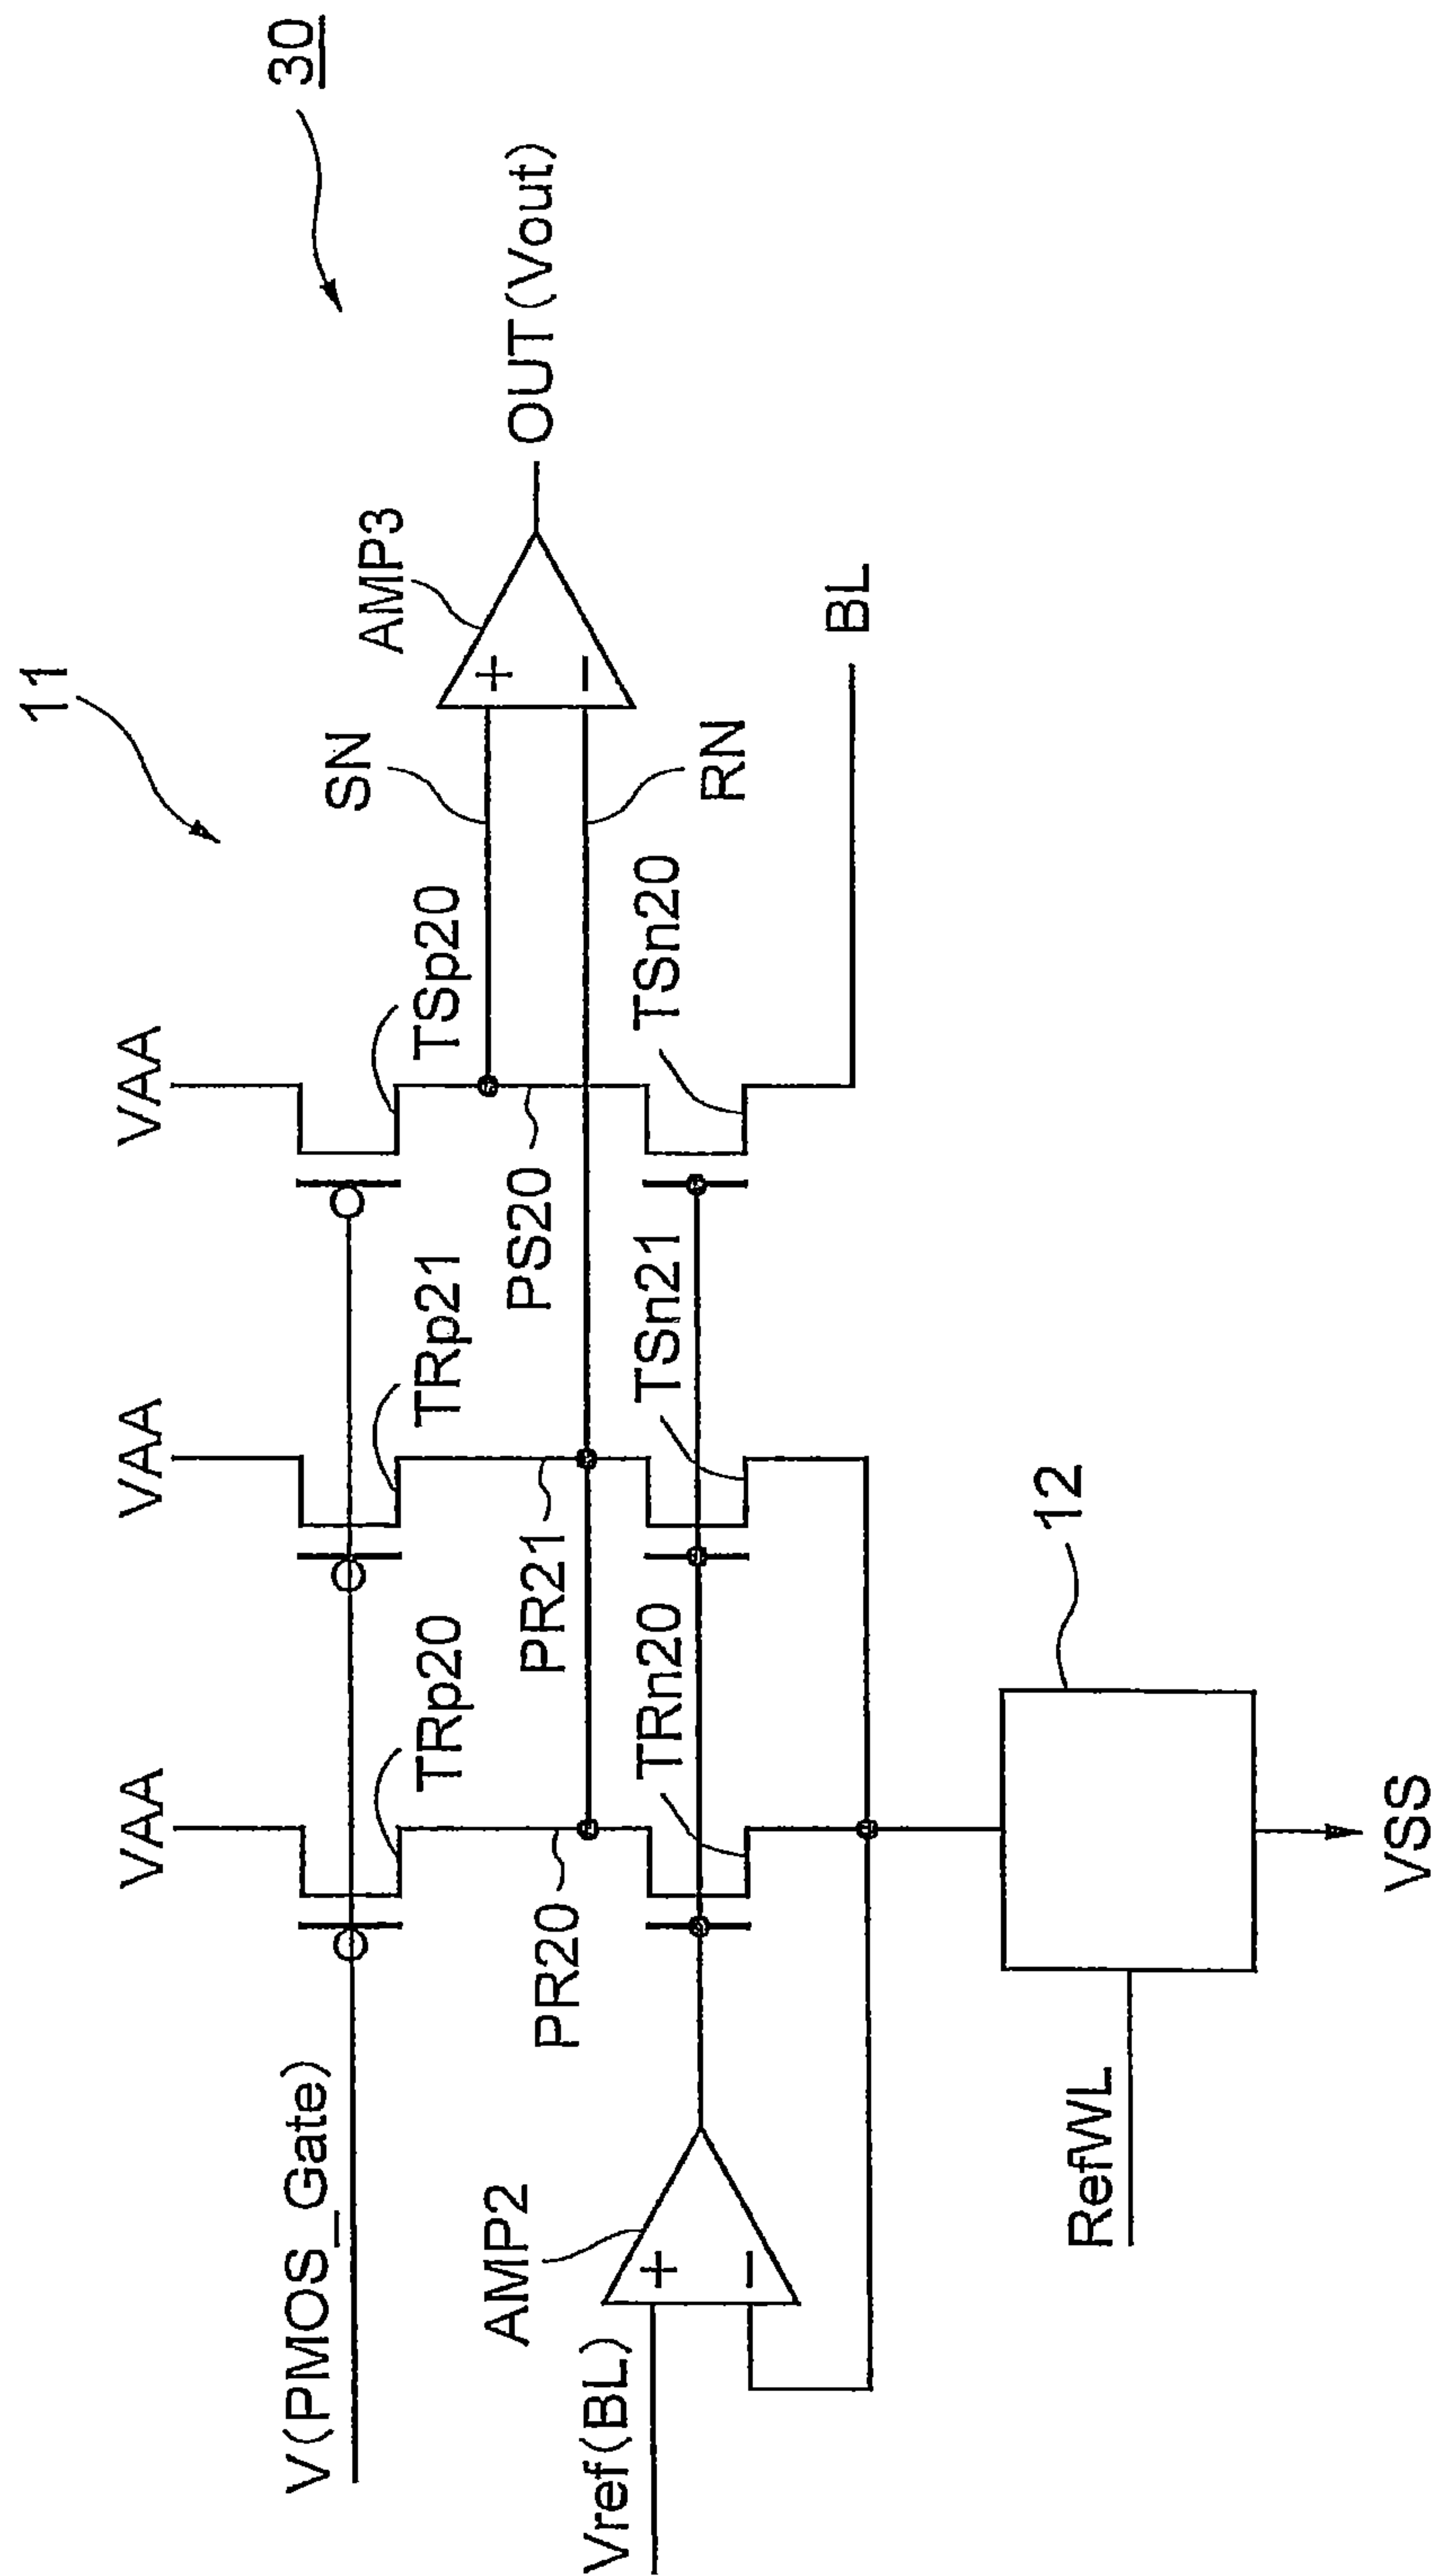 30
11
VAA
VAA
VAA
V(PMOS_Gate)
TRp20
TRp21
TSp20
SN
AMP3
OUT(Vout)
PR20
PR21
PS20
RN
AMP2
Vref(BL)
TRn20
TSn21
TSn20
BL
12
RefWL
VSS